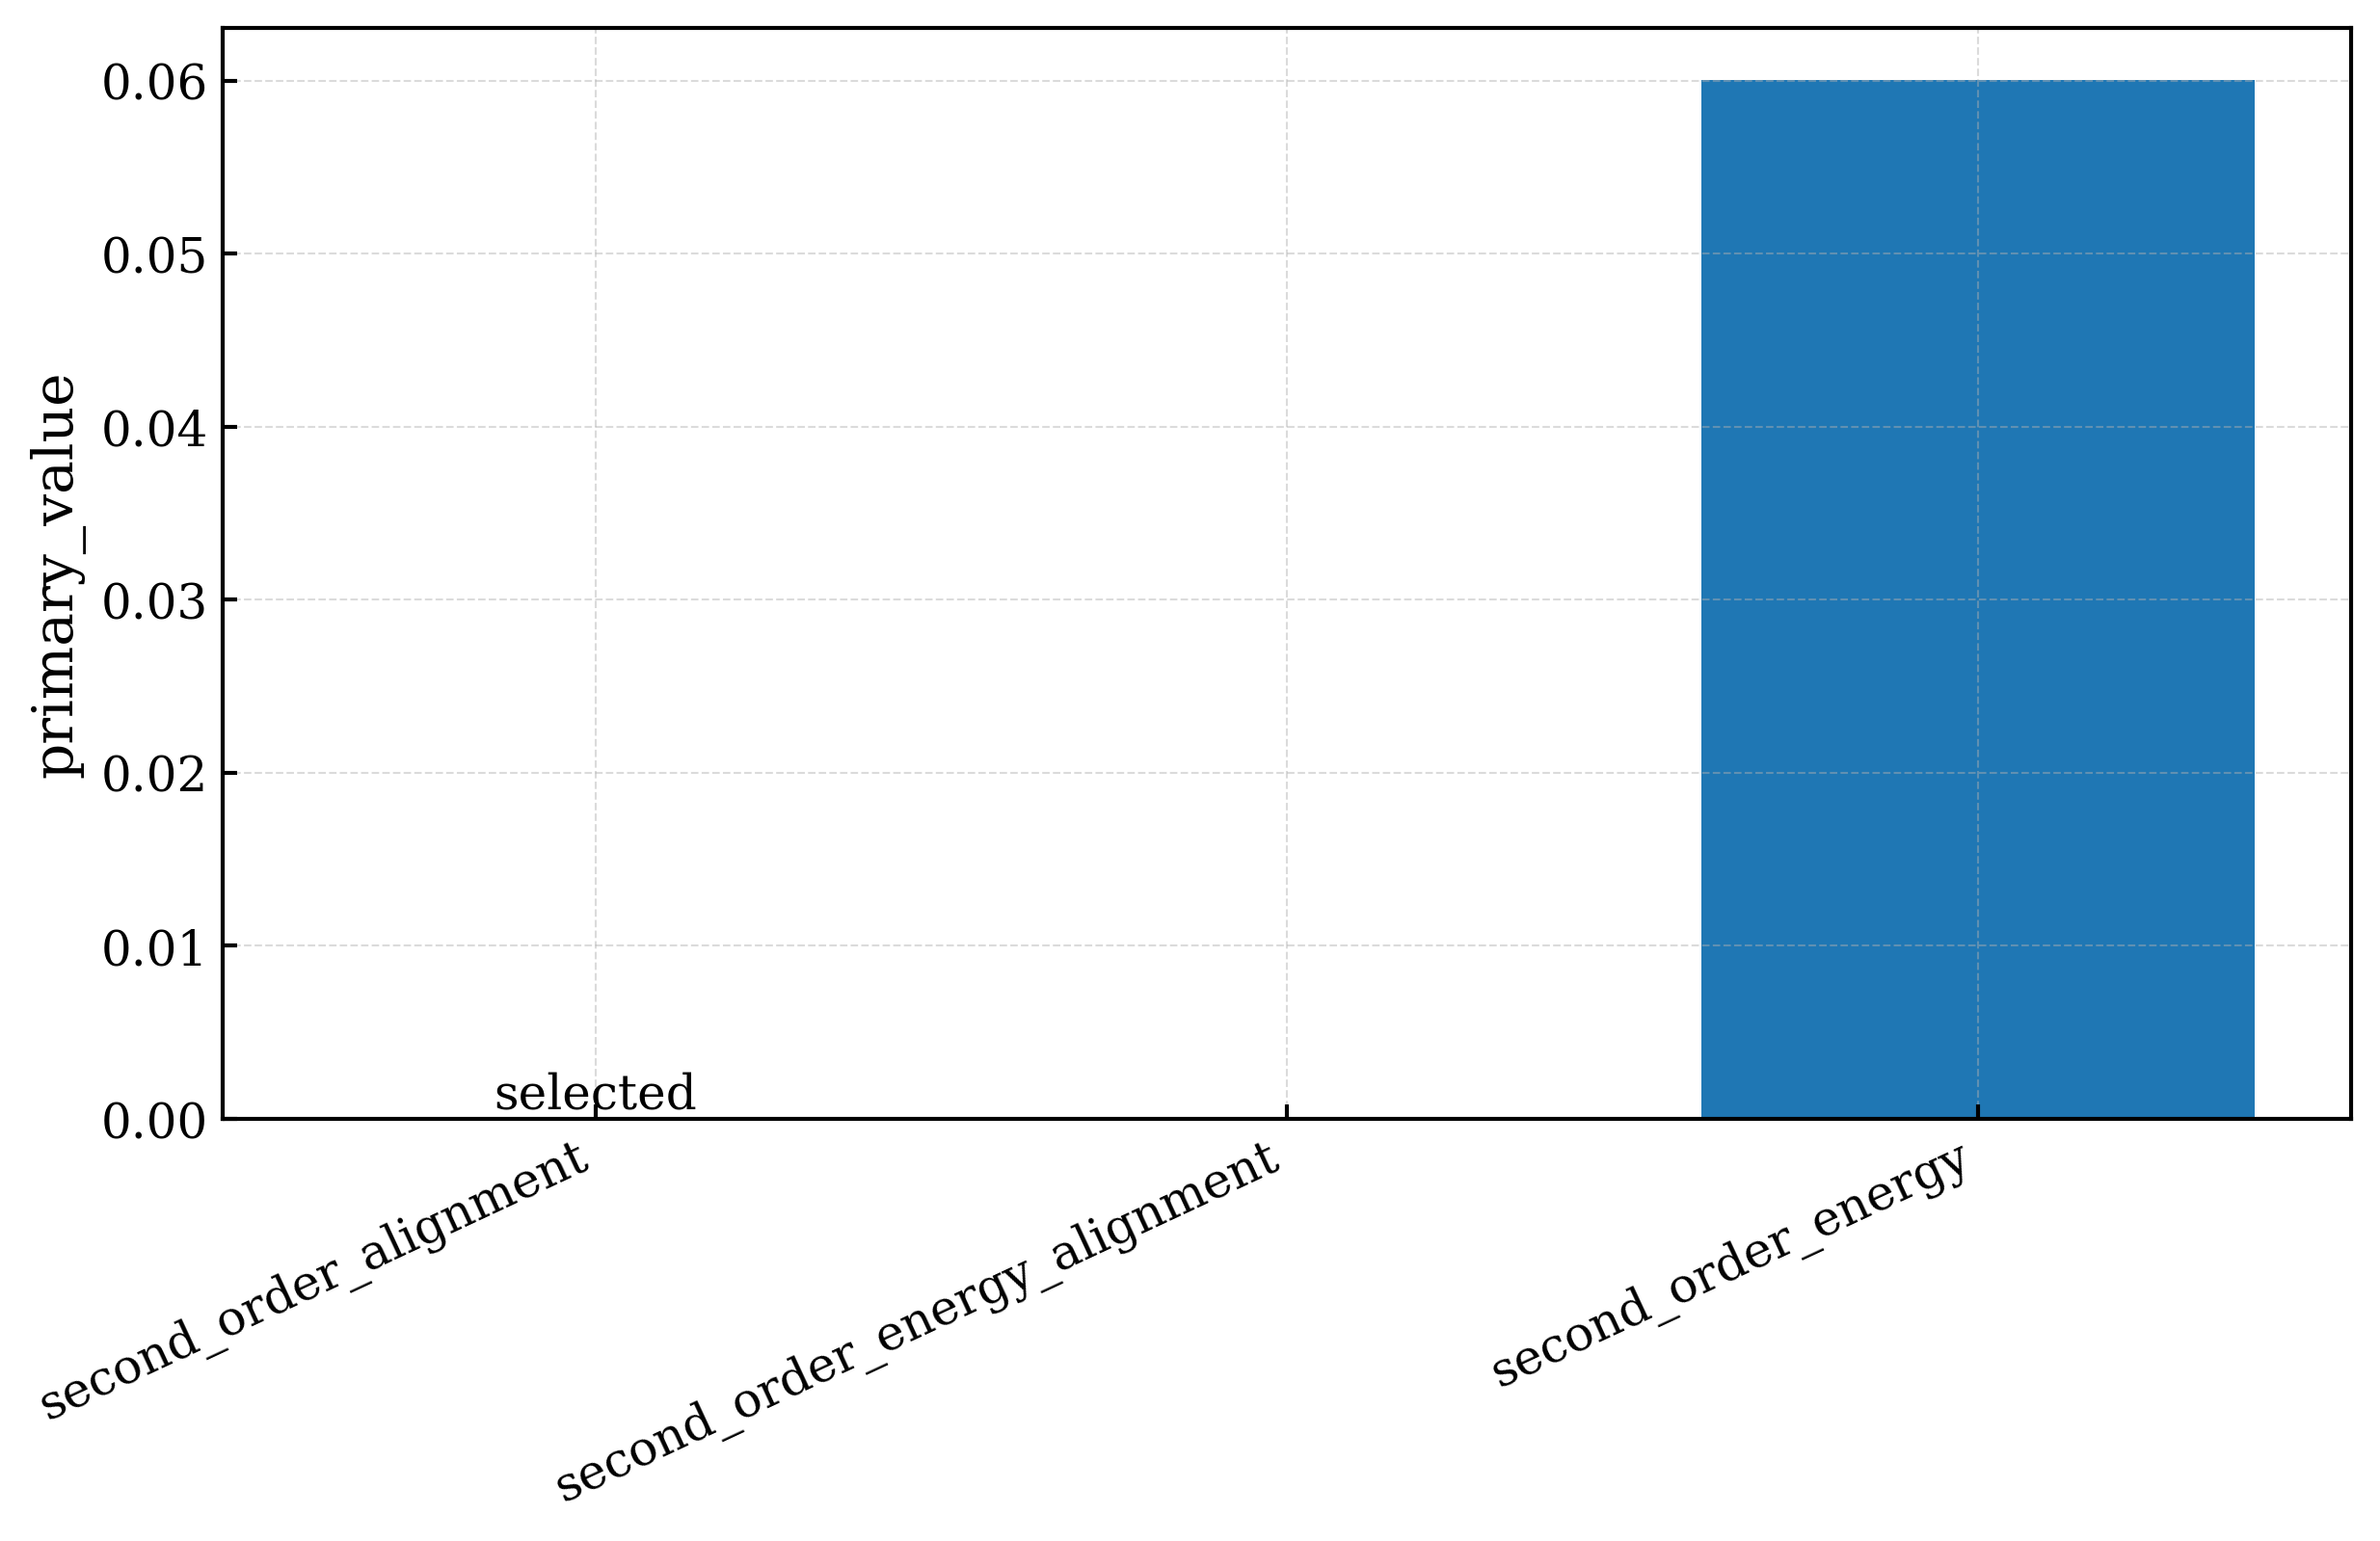 0.06
0.05
0.04
0.03
0.02
0.01
0.00
primary_value
selected
second_order_alignment
second_order_energy_alignment
second_order_energy